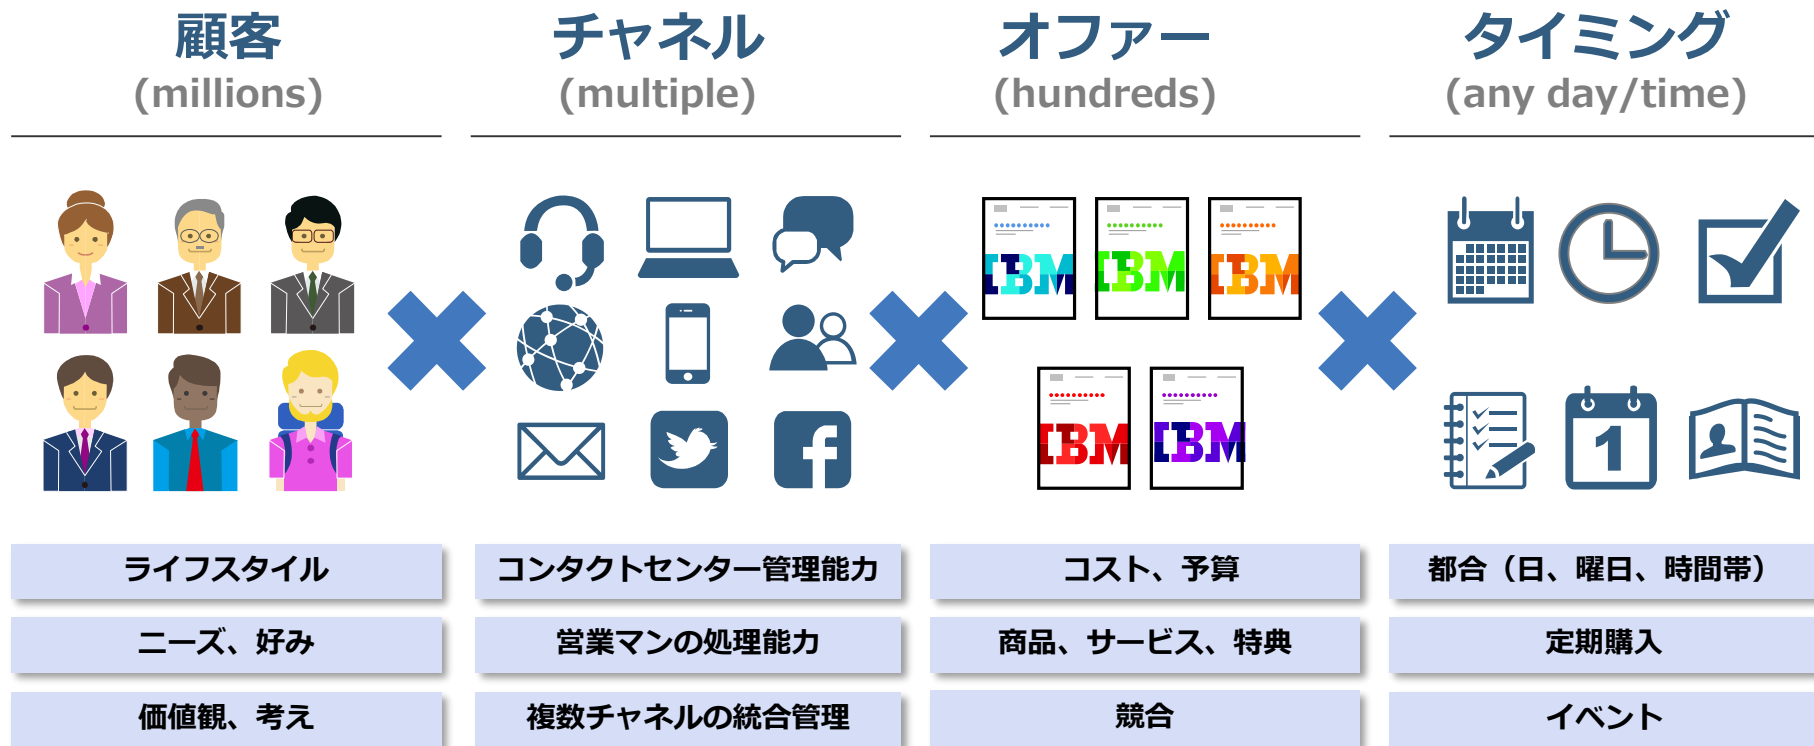 顧客
(millions)
チャネル
(multiple)
オファー
(hundreds)
タイミング
(any day/time)
IBM
IBM
IBM
IBM
IBM
1
ライフスタイル
コンタクトセンター管理能力
コスト、予算
都合（日、曜日、時間帯）
ニーズ、好み
営業マンの処理能力
商品、サービス、特典
定期購入
価値観、考え
複数チャネルの統合管理
競合
イベント